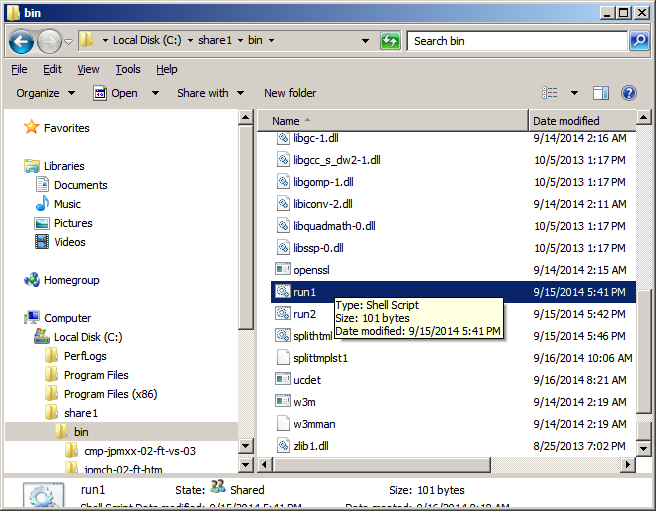 bin
Local Disk (C:) share1 bin Search bin
File Edit View Tools Help
Organize Open Share with New folder
Favorites
Libraries
Documents
Music
Pictures
Videos
Homegroup
Computer
Local Disk (C:)
PerfLogs
Program Files
Program Files (x86)
share1
bin
cmp-jpmxx-02-ft-vs-03
jpmch-02-ft-htm
Name Date modified
libgc-1.dll 9/14/2014 2:16 AM
libgcc_s_dw2-1.dll 10/5/2013 1:17 PM
libgomp-1.dll 10/5/2013 1:17 PM
libiconv-2.dll 9/14/2014 2:11 AM
libquadmath-0.dll 10/5/2013 1:17 PM
libssp-0.dll 10/5/2013 1:17 PM
openssl 9/14/2014 2:15 AM
run1 9/15/2014 5:41 PM
run2 9/15/2014 5:42 PM
splithtml 9/15/2014 5:46 PM
splittmplst1 9/16/2014 10:06 AM
ucdet 9/16/2014 8:21 AM
w3m 9/14/2014 2:19 AM
w3mman 9/14/2014 2:19 AM
zlib1.dll 8/25/2013 7:02 PM
Type: Shell Script
Size: 101 bytes
Date modified: 9/15/2014 5:41 PM
run1 State: Shared Size: 101 bytes
Shell Script Date modified: 9/15/2014 5:41 PM Date created: 9/16/2014 9:19 AM